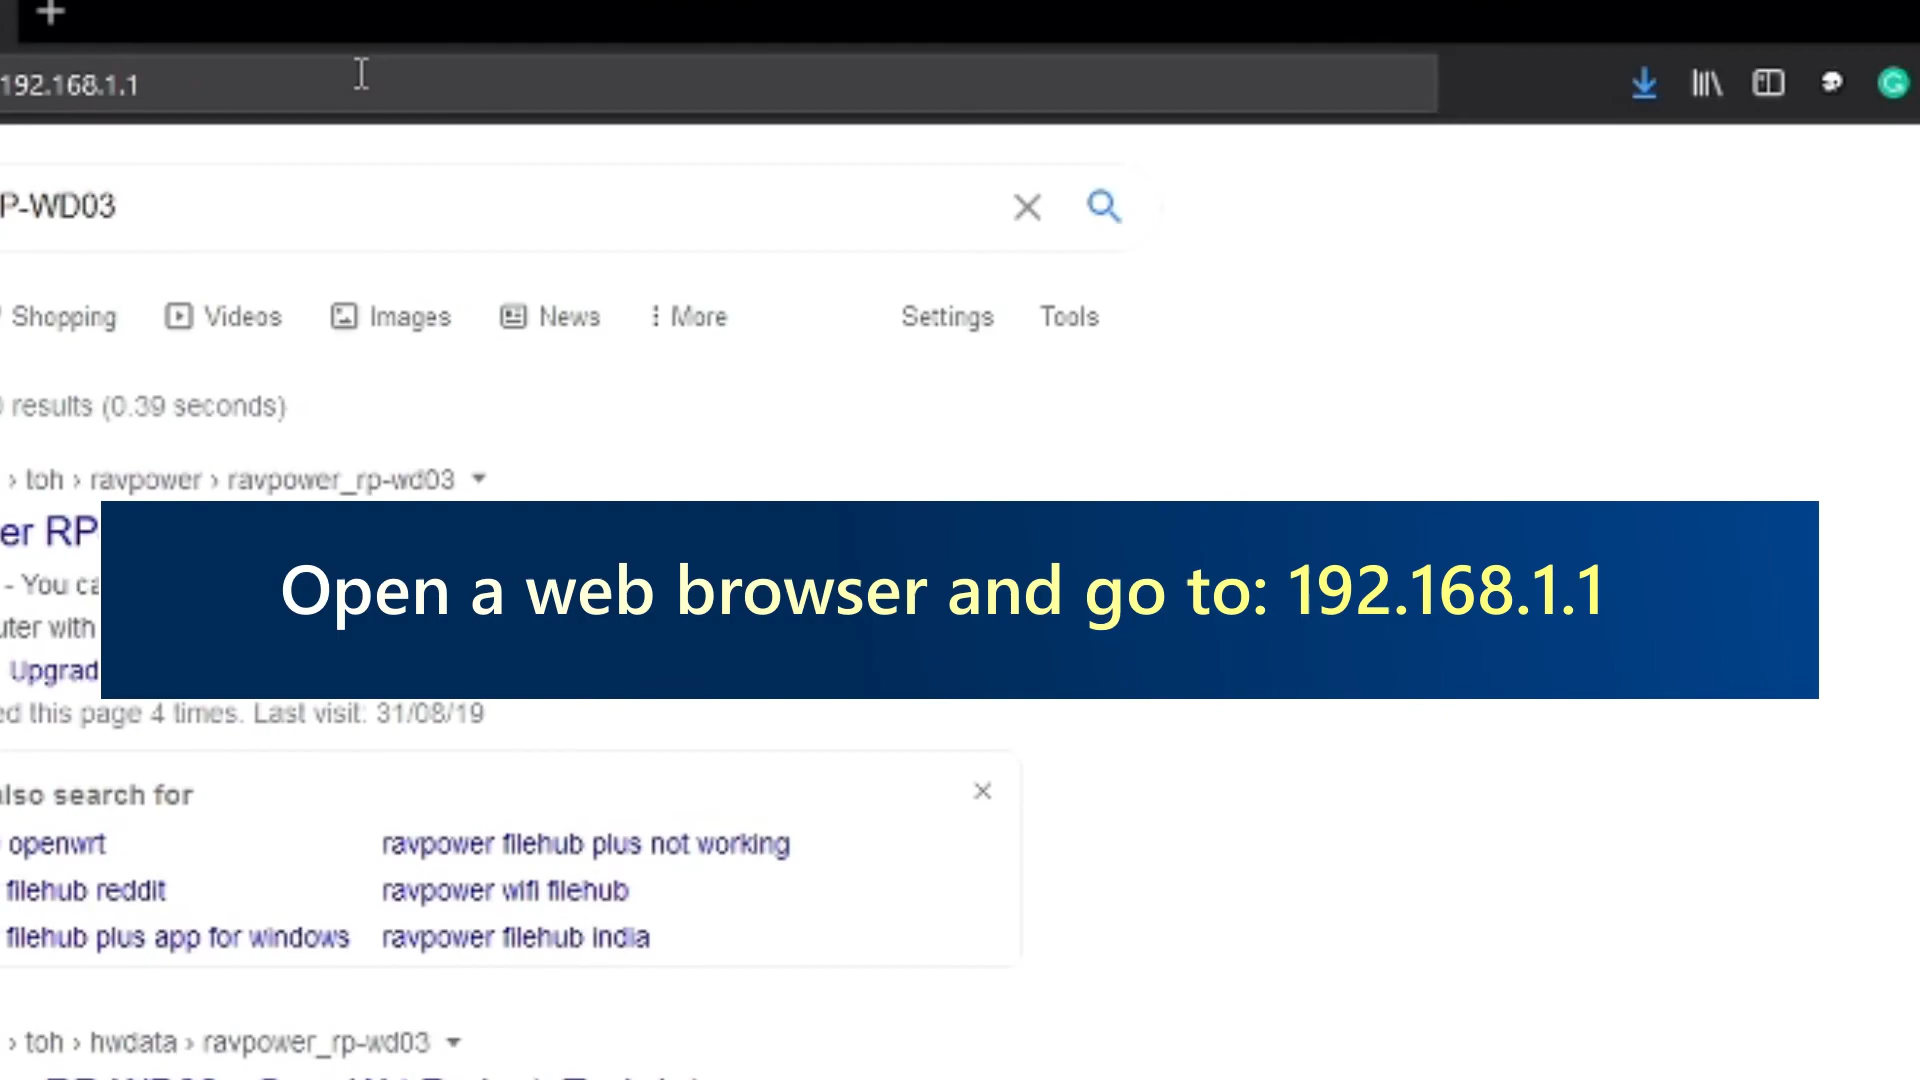 192.168.1.1
P-WD03
Shopping Videos Images News More Settings Tools
results (0.39 seconds)
› toh › ravpower › ravpower_rp-wd03
er RP
- You ca
Open a web browser and go to: 192.168.1.1
uter with
Upgrad
ed this page 4 times. Last visit: 31/08/19
also search for
openwrt ravpower filehub plus not working
filehub reddit ravpower wifi filehub
filehub plus app for windows ravpower filehub india
› toh › hwdata › ravpower_rp-wd03